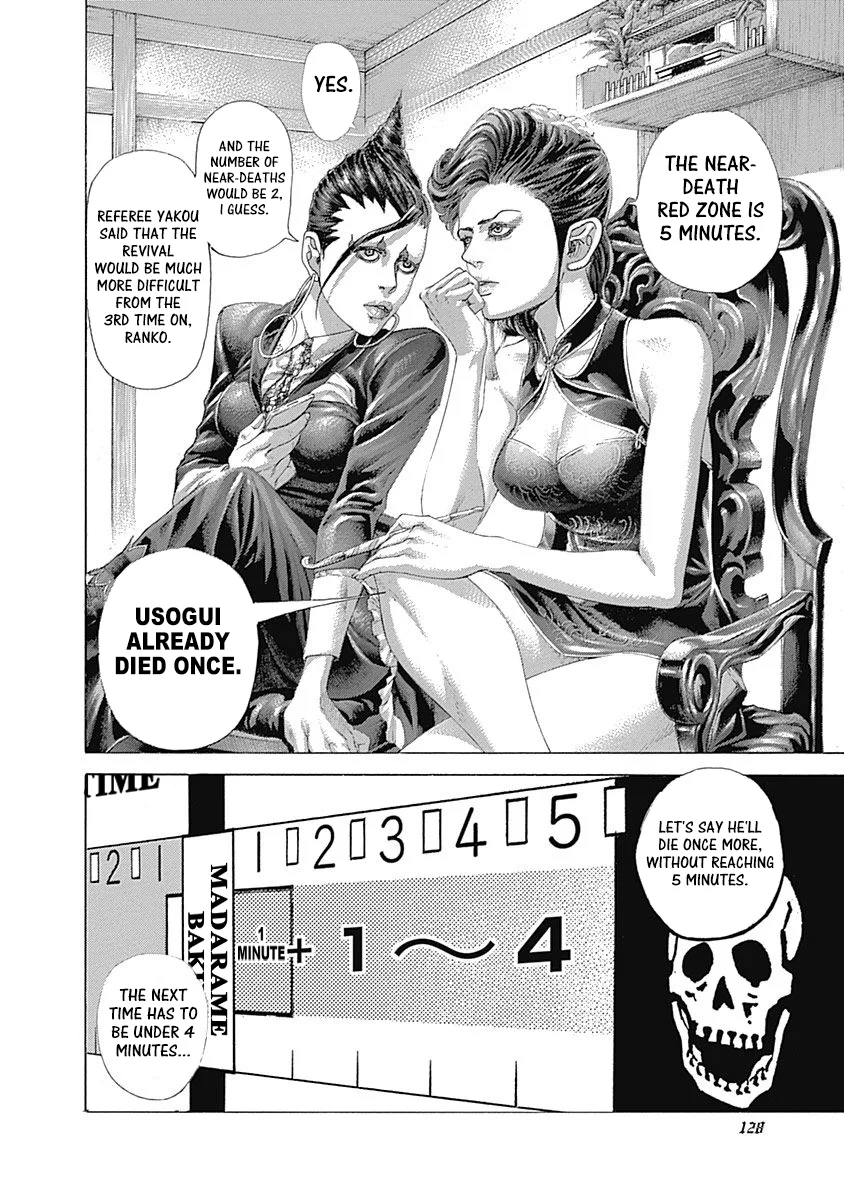 THE NEAR-
DEATH
RED ZONE IS
5 MINUTES.
YES.
AND THE
NUMBER OF
NEAR-DEATHS
WOULD BE 2,
I GUESS.
REFEREE YAKOU
SAID THAT THE
REVIVAL
WOULD BE MUCH
MORE DIFFICULT
FROM THE
3RD TIME ON,
RANKO.
USOGUI
ALREADY
DIED ONCE.
LET'S SAY HE'LL
DIE ONCE MORE,
WITHOUT REACHING
5 MINUTES.
TIME
2 1
1 2 3 4 5
MADARAME
1
MINUTE
+ 1 〜 4
THE NEXT
TIME HAS TO
BE UNDER 4
MINUTES...
128